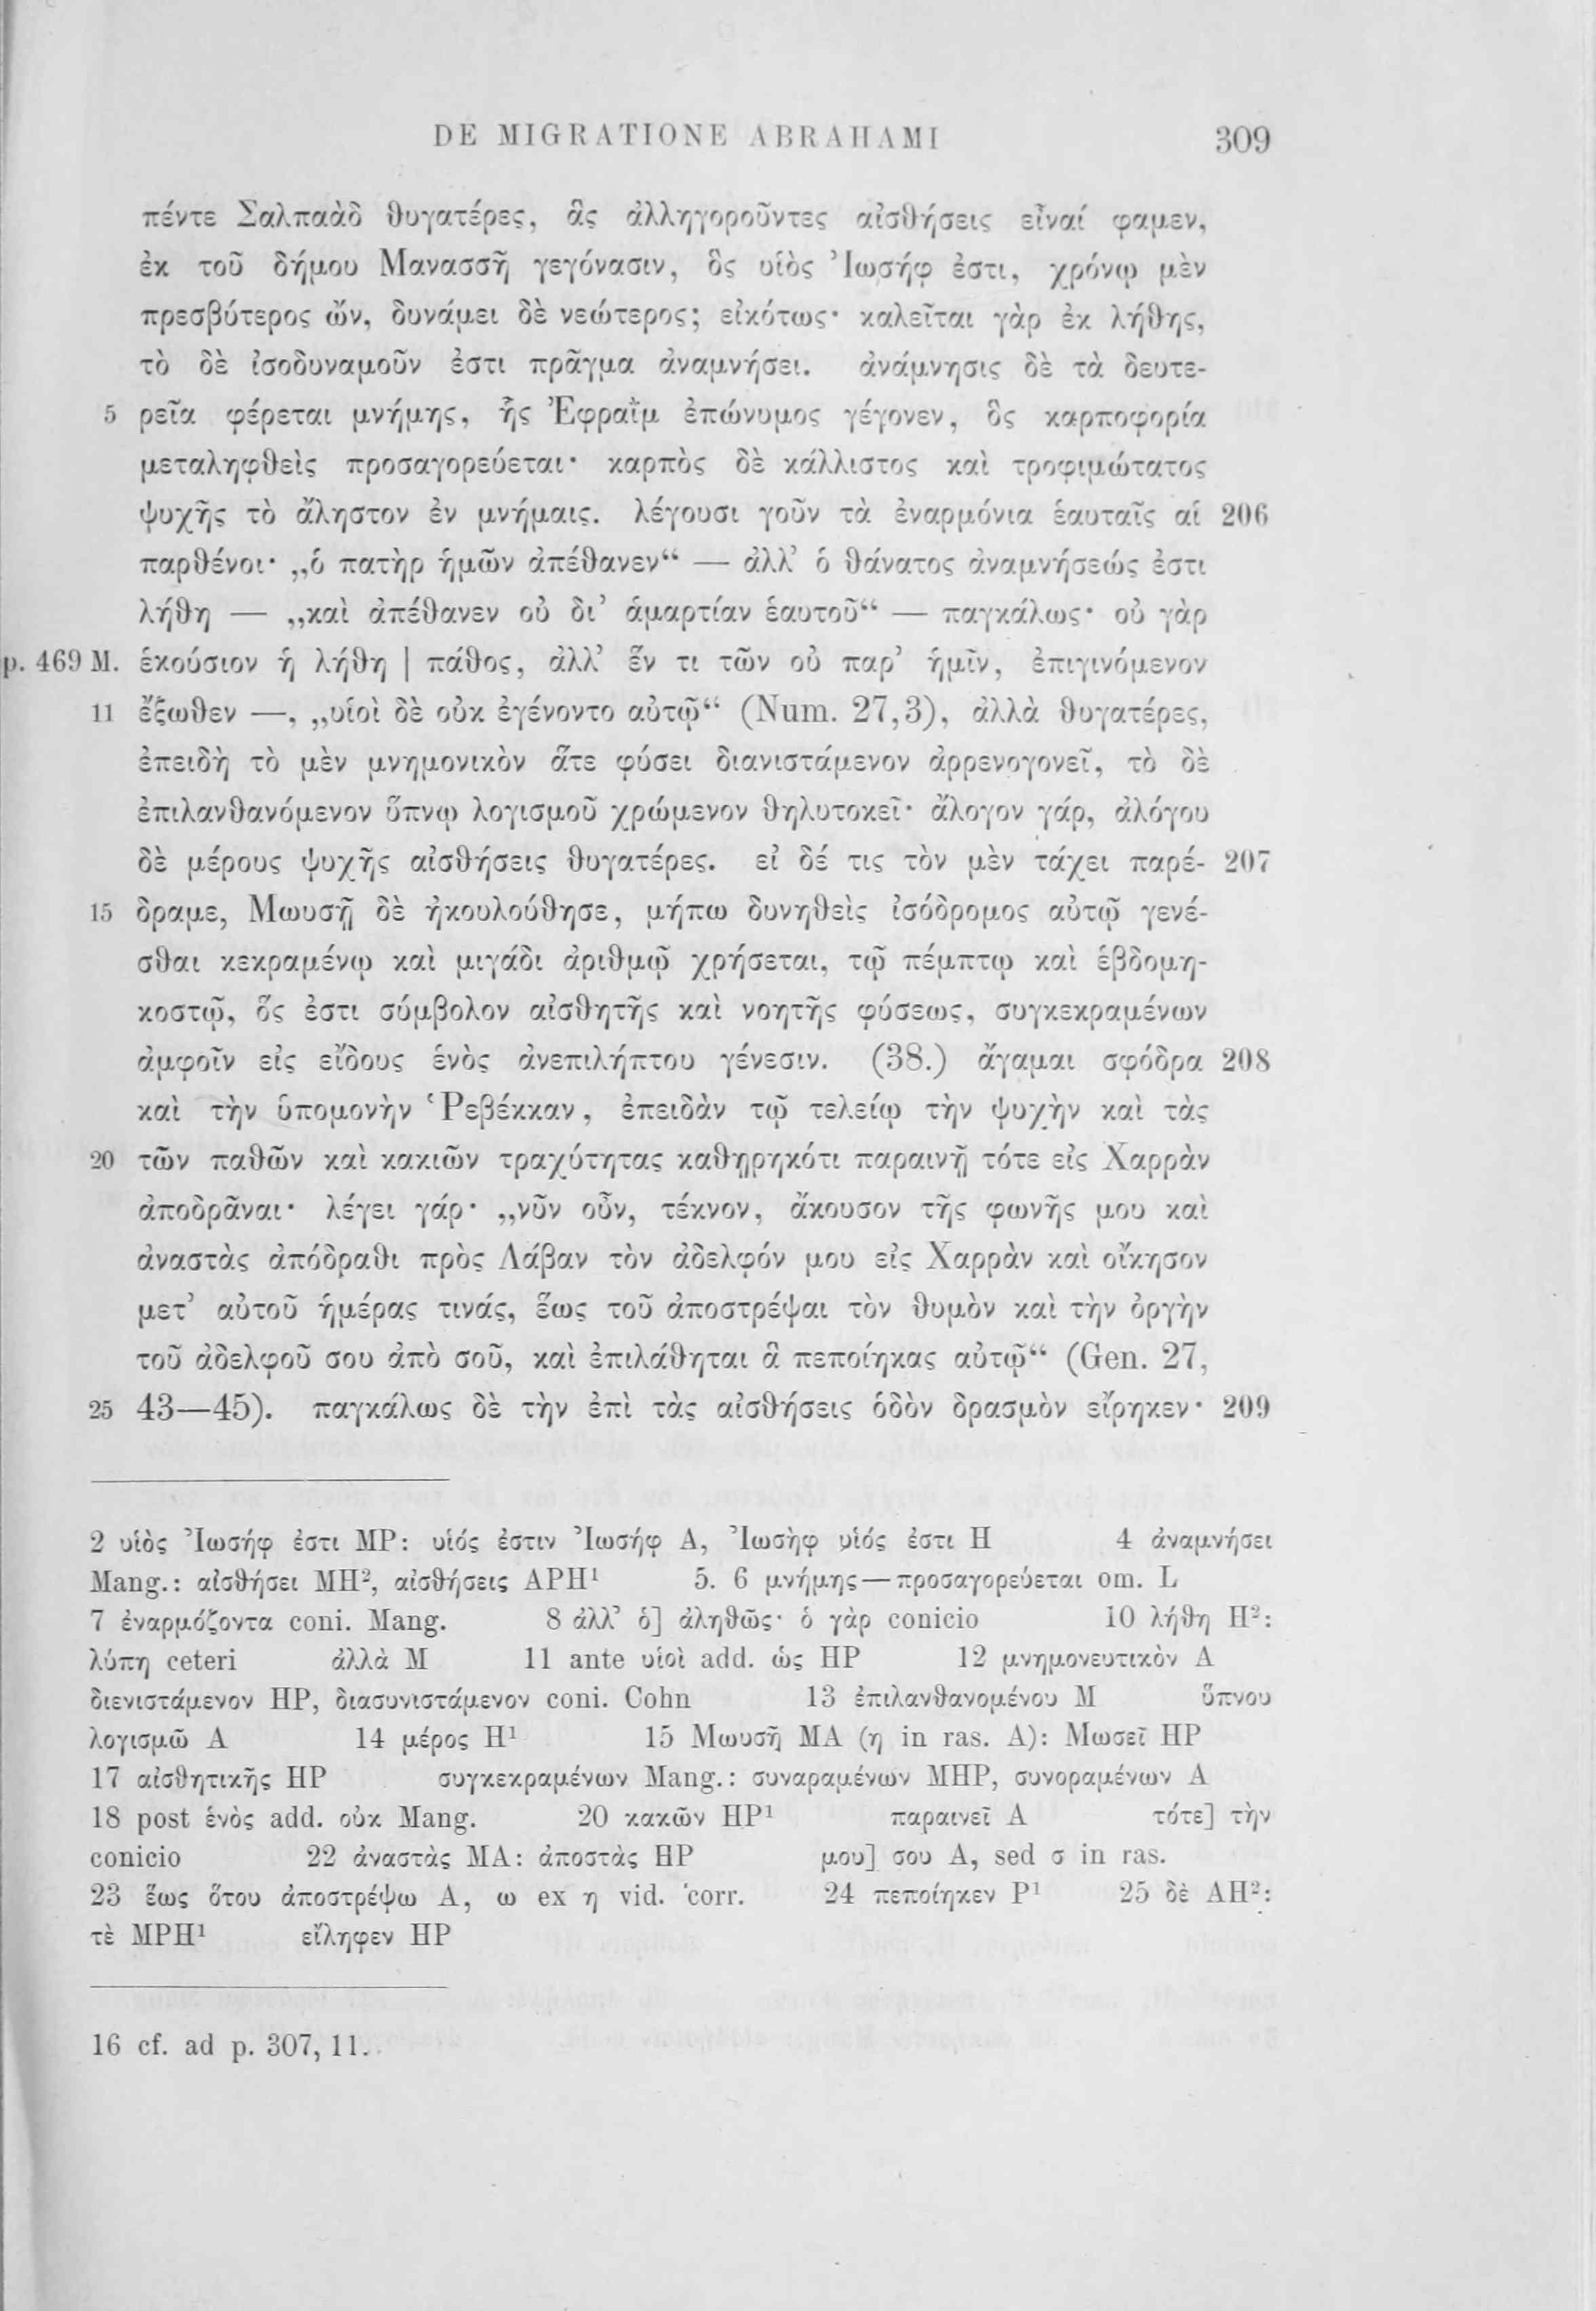 DE MIGRATIONE ABRAHAMI 309
πέντε Σαλπαὰδ θυγατέρες, ἃς ἀλληγοροῦντες αἰσθήσεις εἶναί φαμεν,
ἐκ τοῦ δήμου Μανασσῆ γεγόνασιν, ὃς υἱὸς Ἰωσήφ ἐστι, χρόνῳ μὲν
πρεσβύτερος ὤν, δυνάμει δὲ νεώτερος; εἰκότως· καλεῖται γὰρ ἐκ λήθης,
τὸ δὲ ἰσοδυναμοῦν ἐστι πρᾶγμα ἀναμνήσει. ἀνάμνησις δὲ τὰ δευτε-
5 ρεῖα φέρεται μνήμης, ἧς Ἐφραῒμ ἐπώνυμος γέγονεν, ὃς καρποφορία
μεταληφθεὶς προσαγορεύεται· καρπὸς δὲ κάλλιστος καὶ τροφιμώτατος
ψυχῆς τὸ ἄληστον ἐν μνήμαις. λέγουσι γοῦν τὰ ἐναρμόνια ἑαυταῖς αἱ 206
παρθένοι· „ὁ πατὴρ ἡμῶν ἀπέθανεν“ — ἀλλ’ ὁ θάνατος ἀναμνήσεώς ἐστι
λήθη — „καὶ ἀπέθανεν οὐ δι’ ἁμαρτίαν ἑαυτοῦ“ — παγκάλως· οὐ γὰρ
p. 469 M. ἑκούσιον ἡ λήθη | πάθος, ἀλλ’ ἕν τι τῶν οὐ παρ’ ἡμῖν, ἐπιγινόμενον
11 ἔξωθεν —, „υἱοὶ δὲ οὐκ ἐγένοντο αὐτῷ“ (Num. 27,3), ἀλλὰ θυγατέρες,
ἐπειδὴ τὸ μὲν μνημονικὸν ἅτε φύσει διανιστάμενον ἀρρενογονεῖ, τὸ δὲ
ἐπιλανθανόμενον ὕπνῳ λογισμοῦ χρώμενον θηλυτοκεῖ· ἄλογον γάρ, ἀλόγου
δὲ μέρους ψυχῆς αἰσθήσεις θυγατέρες. εἰ δέ τις τὸν μὲν τάχει παρέ- 207
15 δραμε, Μωυσῇ δὲ ἠκουλούθησε, μήπω δυνηθεὶς ἰσόδρομος αὐτῷ γενέ-
σθαι κεκραμένῳ καὶ μιγάδι ἀριθμῷ χρήσεται, τῷ πέμπτῳ καὶ ἑβδομη-
κοστῷ, ὅς ἐστι σύμβολον αἰσθητῆς καὶ νοητῆς φύσεως, συγκεκραμένων
ἀμφοῖν εἰς εἴδους ἑνὸς ἀνεπιλήπτου γένεσιν. (38.) ἄγαμαι σφόδρα 208
καὶ τὴν ὑπομονὴν Ῥεβέκκαν, ἐπειδὰν τῷ τελείῳ τὴν ψυχὴν καὶ τὰς
20 τῶν παθῶν καὶ κακιῶν τραχύτητας καθῃρηκότι παραινῇ τότε εἰς Χαρρὰν
ἀποδρᾶναι· λέγει γάρ· „νῦν οὖν, τέκνον, ἄκουσον τῆς φωνῆς μου καὶ
ἀναστὰς ἀπόδραθι πρὸς Λάβαν τὸν ἀδελφόν μου εἰς Χαρρὰν καὶ οἴκησον
μετ’ αὐτοῦ ἡμέρας τινάς, ἕως τοῦ ἀποστρέψαι τὸν θυμὸν καὶ τὴν ὀργὴν
τοῦ ἀδελφοῦ σου ἀπὸ σοῦ, καὶ ἐπιλάθηται ἃ πεποίηκας αὐτῷ“ (Gen. 27,
25 43—45). παγκάλως δὲ τὴν ἐπὶ τὰς αἰσθήσεις ὁδὸν δρασμὸν εἴρηκεν· 209
2 υἱὸς Ἰωσήφ ἐστι MP: υἱός ἐστιν Ἰωσήφ A, Ἰωσὴφ υἱός ἐστι H 4 ἀναμνήσει
Mang.: αἰσθήσει MH², αἰσθήσεις APH¹ 5. 6 μνήμης—προσαγορεύεται om. L
7 ἐναρμόζοντα coni. Mang. 8 ἀλλ’ ὁ] ἀληθῶς· ὁ γὰρ conicio 10 λήθη H²:
λύπη ceteri ἀλλὰ M 11 ante υἱοὶ add. ὡς HP 12 μνημονευτικὸν A
διενιστάμενον HP, διασυνιστάμενον coni. Cohn 13 ἐπιλανθανομένου M ὕπνου
λογισμῶ A 14 μέρος H¹ 15 Μωυσῆ MA (η in ras. A): Μωσεῖ HP
17 αἰσθητικῆς HP συγκεκραμένων Mang.: συναραμένων MHP, συνοραμένων A
18 post ἑνὸς add. οὐκ Mang. 20 κακῶν HP¹ παραινεῖ A τότε] τὴν
conicio 22 ἀναστὰς MA: ἀποστὰς HP μου] σου A, sed σ in ras.
23 ἕως ὅτου ἀποστρέψω A, ω ex η vid. corr. 24 πεποίηκεν P¹ 25 δὲ AH²:
τὲ MPH¹ εἴληφεν HP
16 cf. ad p. 307, 11.